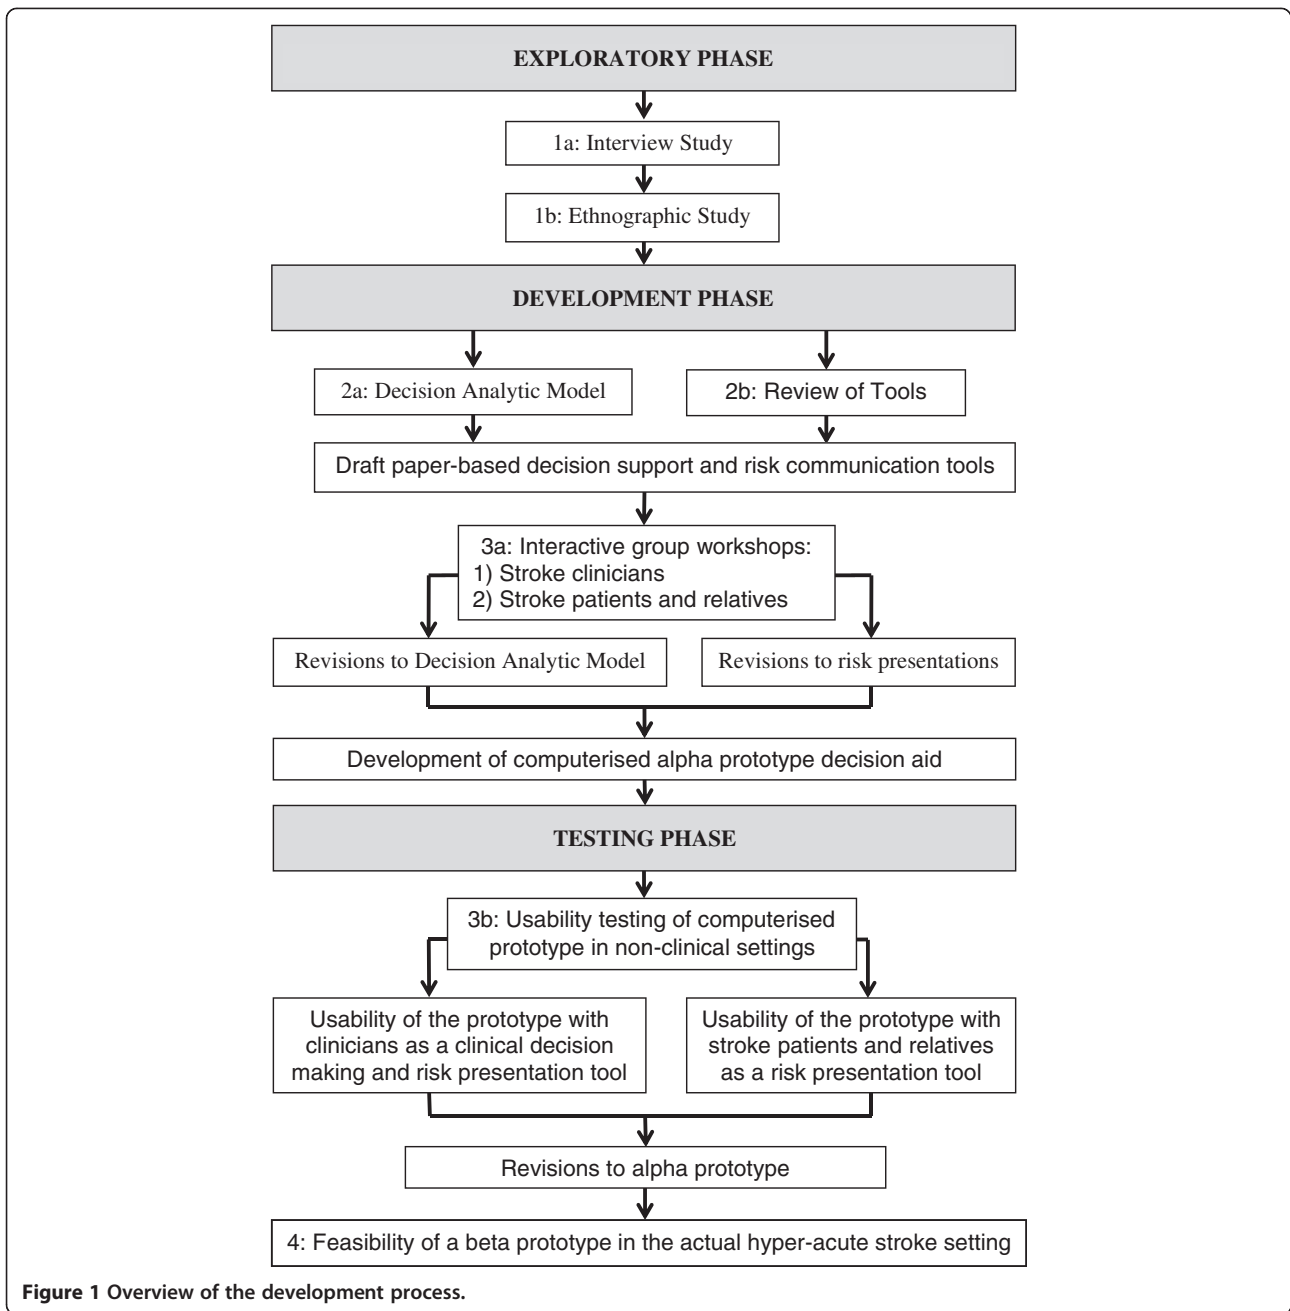 EXPLORATORY PHASE
1a: Interview Study
1b: Ethnographic Study
DEVELOPMENT PHASE
2a: Decision Analytic Model
2b: Review of Tools
Draft paper-based decision support and risk communication tools
3a: Interactive group workshops:
1) Stroke clinicians
2) Stroke patients and relatives
Revisions to Decision Analytic Model
Revisions to risk presentations
Development of computerised alpha prototype decision aid
TESTING PHASE
3b: Usability testing of computerised
prototype in non-clinical settings
Usability of the prototype with
clinicians as a clinical decision
making and risk presentation tool
Usability of the prototype with
stroke patients and relatives
as a risk presentation tool
Revisions to alpha prototype
4: Feasibility of a beta prototype in the actual hyper-acute stroke setting
Figure 1 Overview of the development process.